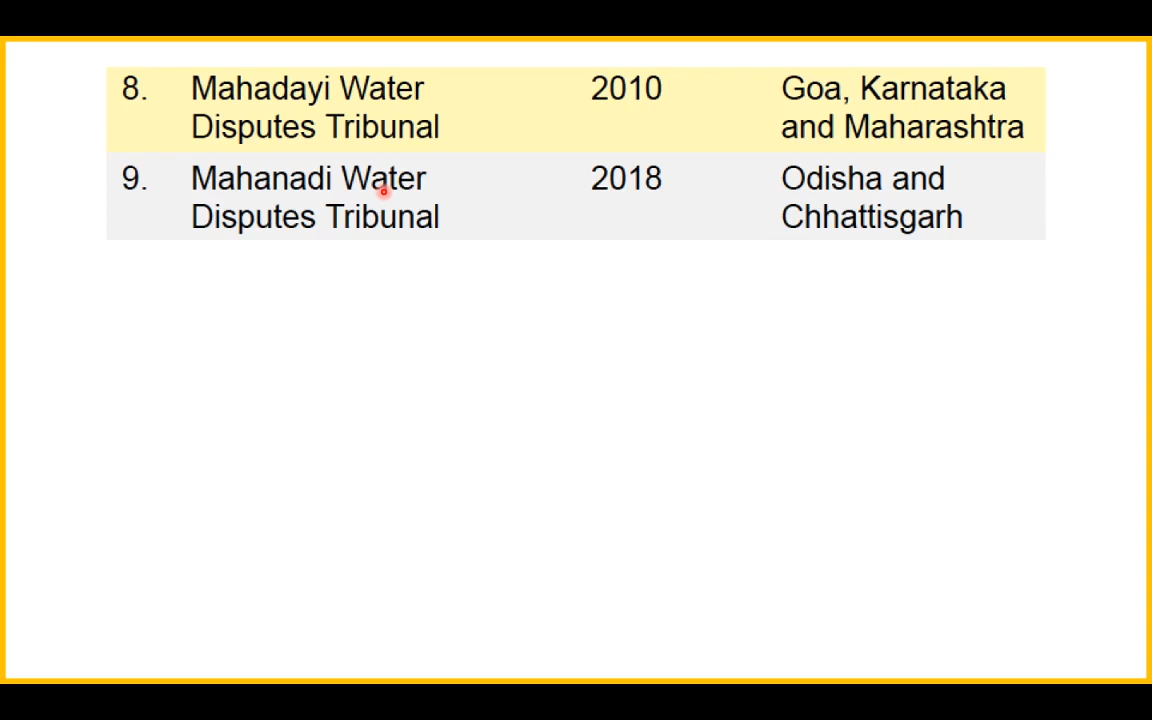 8. Mahadayi Water 2010 Goa, Karnataka
Disputes Tribunal and Maharashtra
9. Mahanadi Water 2018 Odisha and
Disputes Tribunal Chhattisgarh